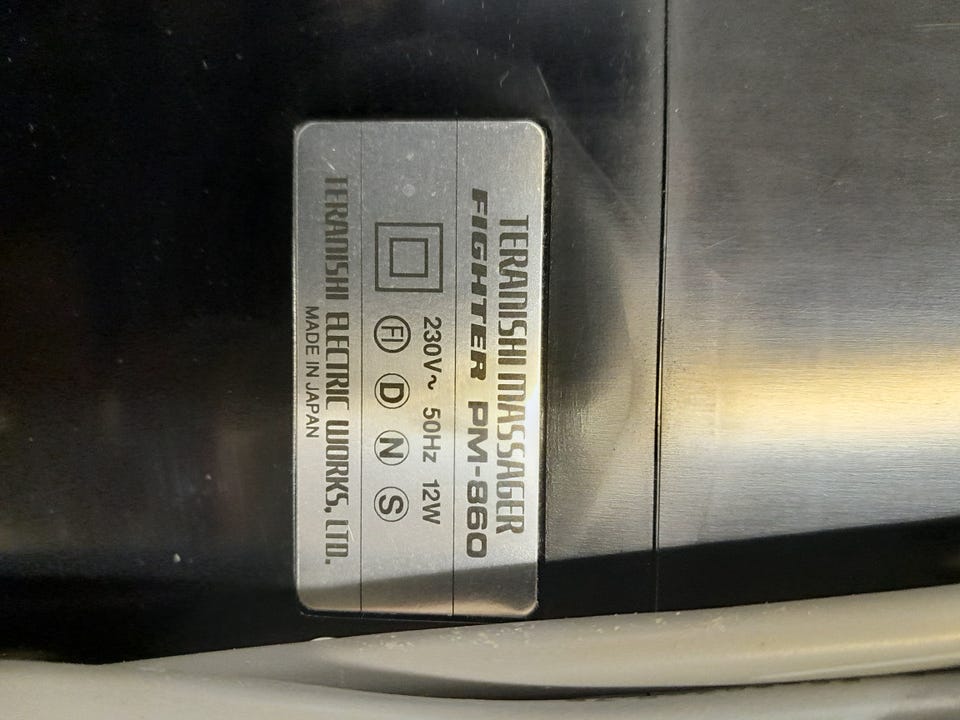 TERANISHI MASSAGER
FIGHTER PM-860
230V~ 50Hz 12W
FI D N S
TERANISHI ELECTRIC WORKS, LTD.
MADE IN JAPAN